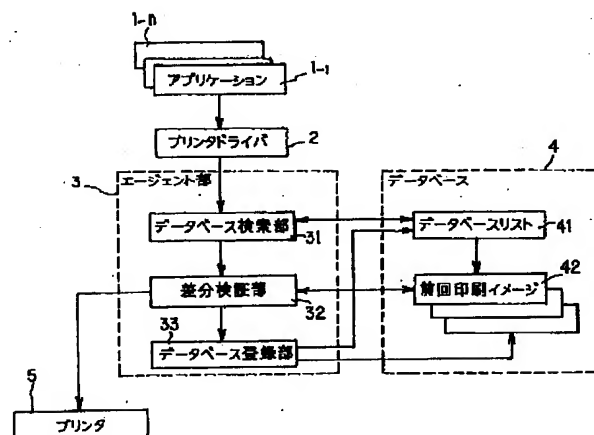 1-n
アプリケーション
1-1
プリンタドライバ
2
3
エージェント部
4
データベース
データベース検索部
31
データベースリスト
41
差分検証部
32
前回印刷イメージ
42
33
データベース登録部
5
プリンタ